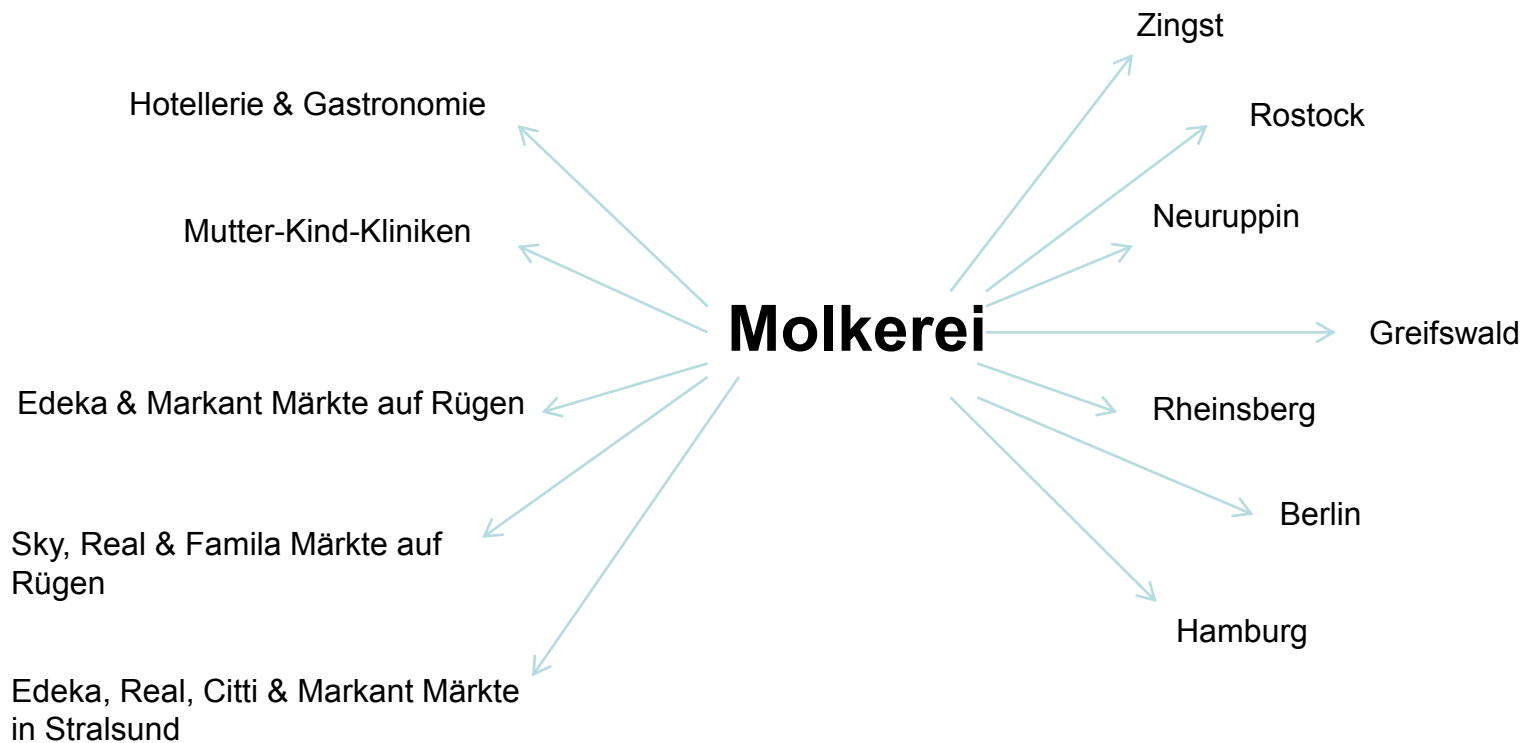 Zingst
Hotellerie & Gastronomie
Rostock
Neuruppin
Mutter-Kind-Kliniken
Molkerei
Greifswald
Edeka & Markant Märkte auf Rügen
Rheinsberg
Berlin
Sky, Real & Famila Märkte auf
Rügen
Hamburg
Edeka, Real, Citti & Markant Märkte
in Stralsund